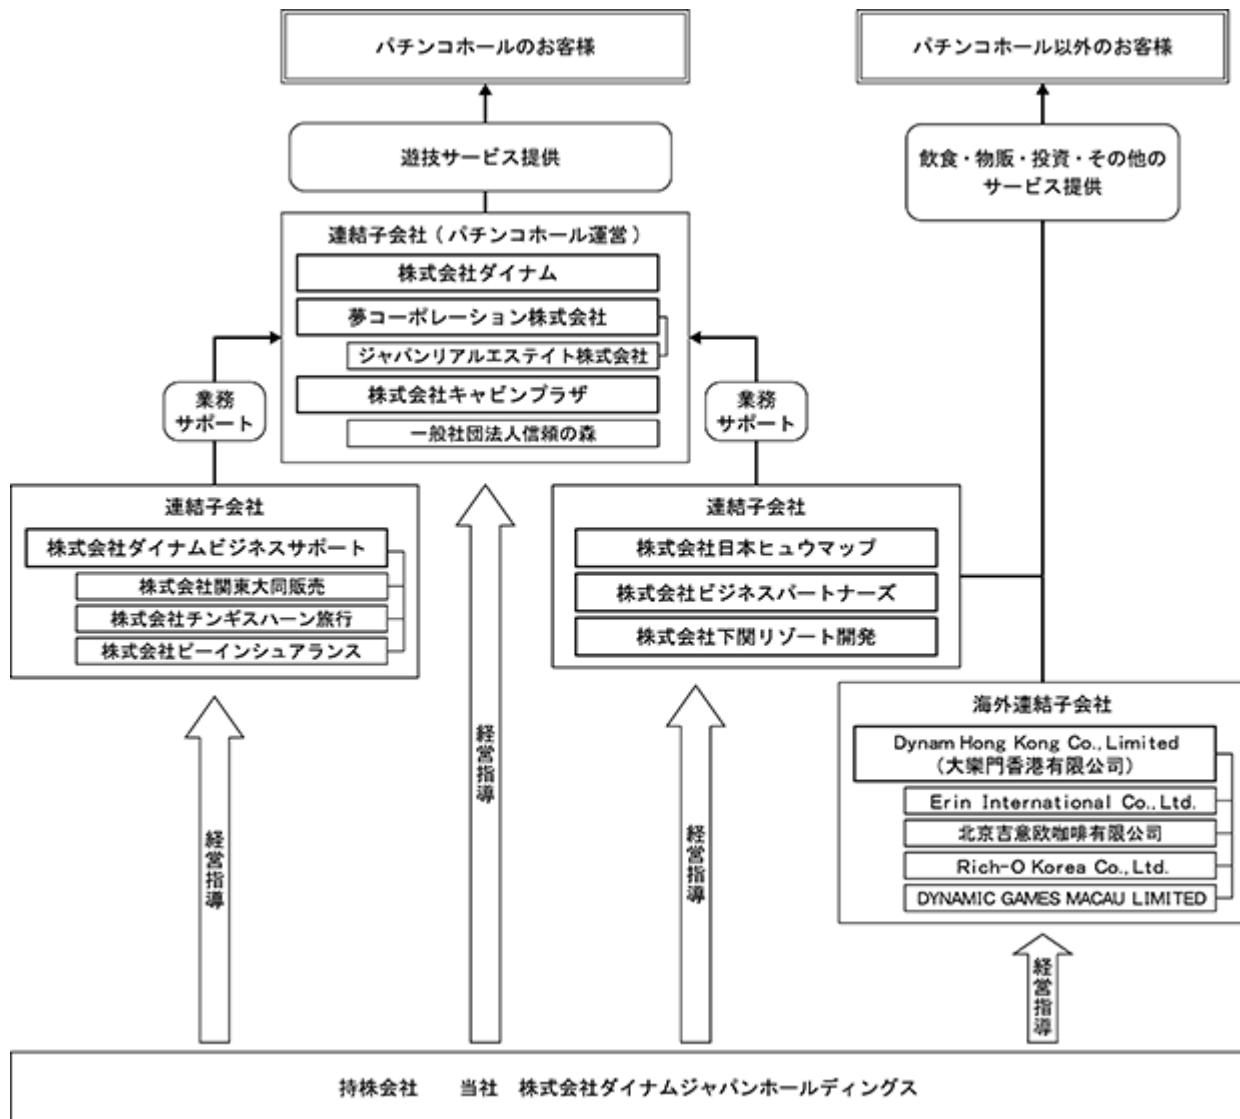 パチンコホールのお客様
パチンコホール以外のお客様
遊技サービス提供
飲食・物販・投資・その他の
サービス提供
連結子会社（パチンコホール運営）
株式会社ダイナム
夢コーポレーション株式会社
ジャパンリアルエステイト株式会社
株式会社キャビンプラザ
一般社団法人信頼の森
業務
サポート
業務
サポート
連結子会社
株式会社ダイナムビジネスサポート
株式会社関東大同販売
株式会社チンギスハーン旅行
株式会社ピーインシュアランス
連結子会社
株式会社日本ヒュウマップ
株式会社ビジネスパートナーズ
株式会社下関リゾート開発
海外連結子会社
Dynam Hong Kong Co., Limited
（大樂門香港有限公司）
Erin International Co., Ltd.
北京吉意欧咖啡有限公司
Rich-O Korea Co., Ltd.
DYNAMIC GAMES MACAU LIMITED
経営指導
経営指導
経営指導
経営指導
持株会社　当社　株式会社ダイナムジャパンホールディングス